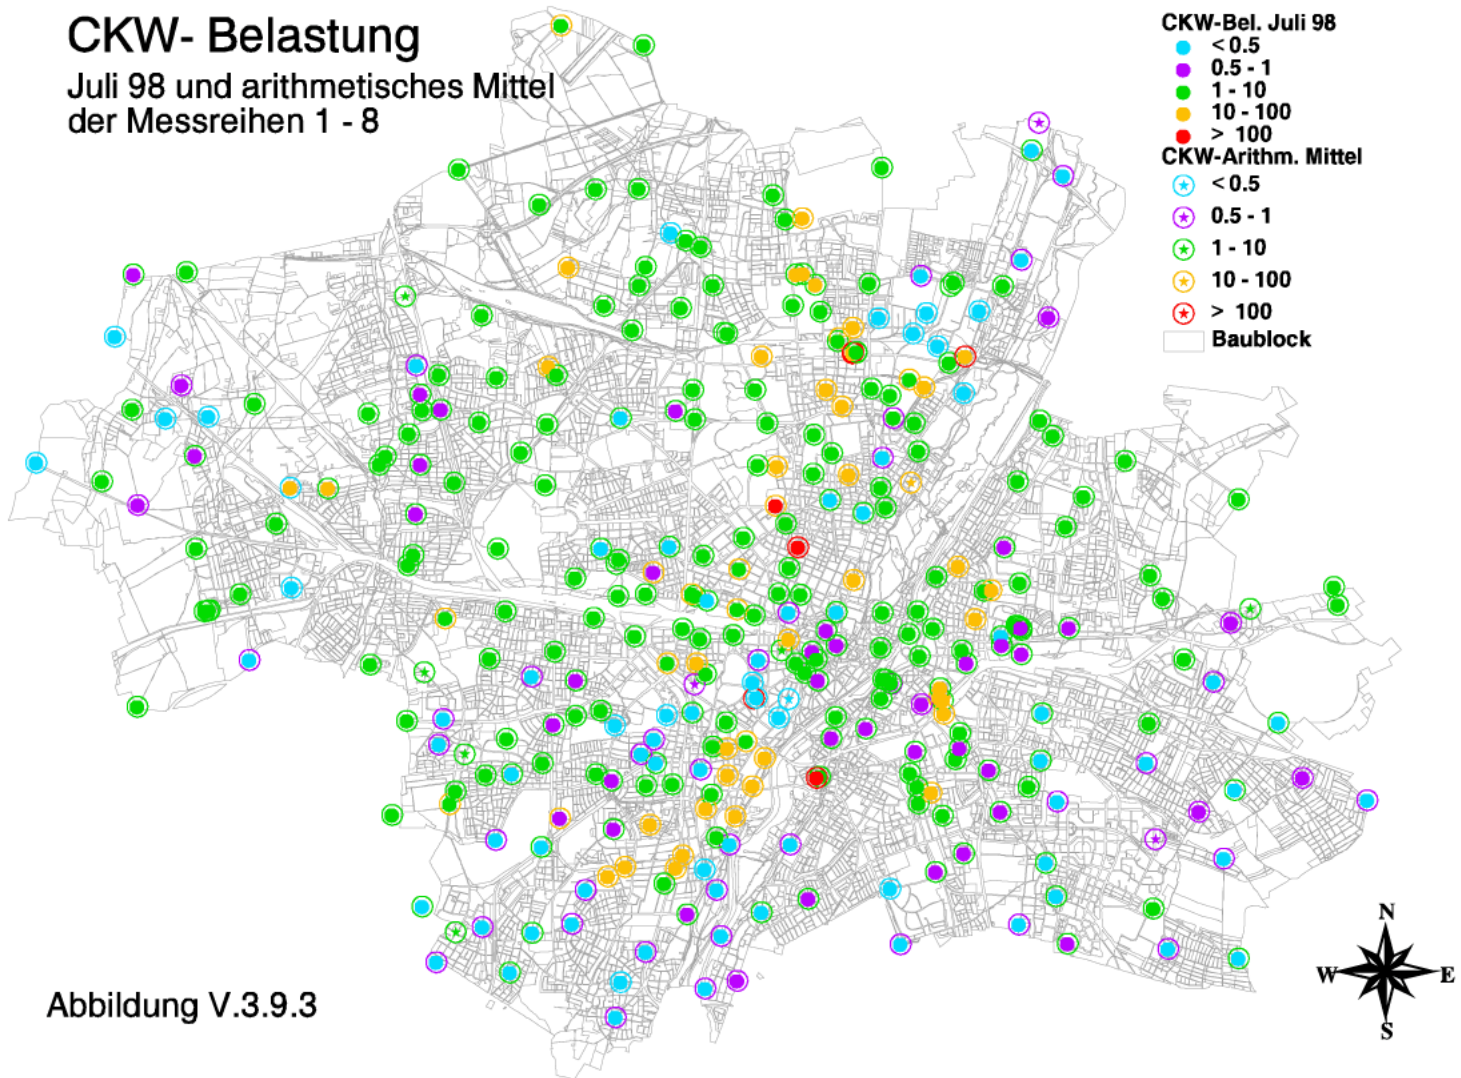 CKW- Belastung
Juli 98 und arithmetisches Mittel
der Messreihen 1 - 8
CKW-Bel. Juli 98
< 0.5
0.5 - 1
1 - 10
10 - 100
> 100
CKW-Arithm. Mittel
< 0.5
0.5 - 1
1 - 10
10 - 100
> 100
Baublock
N
W E
S
Abbildung V.3.9.3